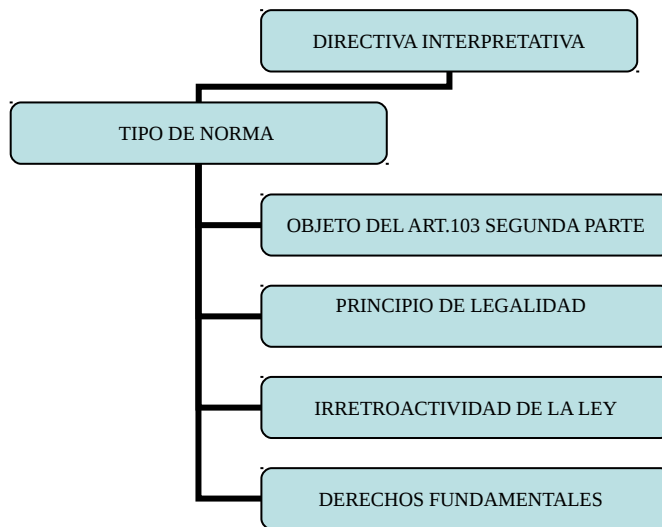 DIRECTIVA INTERPRETATIVA
TIPO DE NORMA
OBJETO DEL ART.103 SEGUNDA PARTE
PRINCIPIO DE LEGALIDAD
IRRETROACTIVIDAD DE LA LEY
DERECHOS FUNDAMENTALES